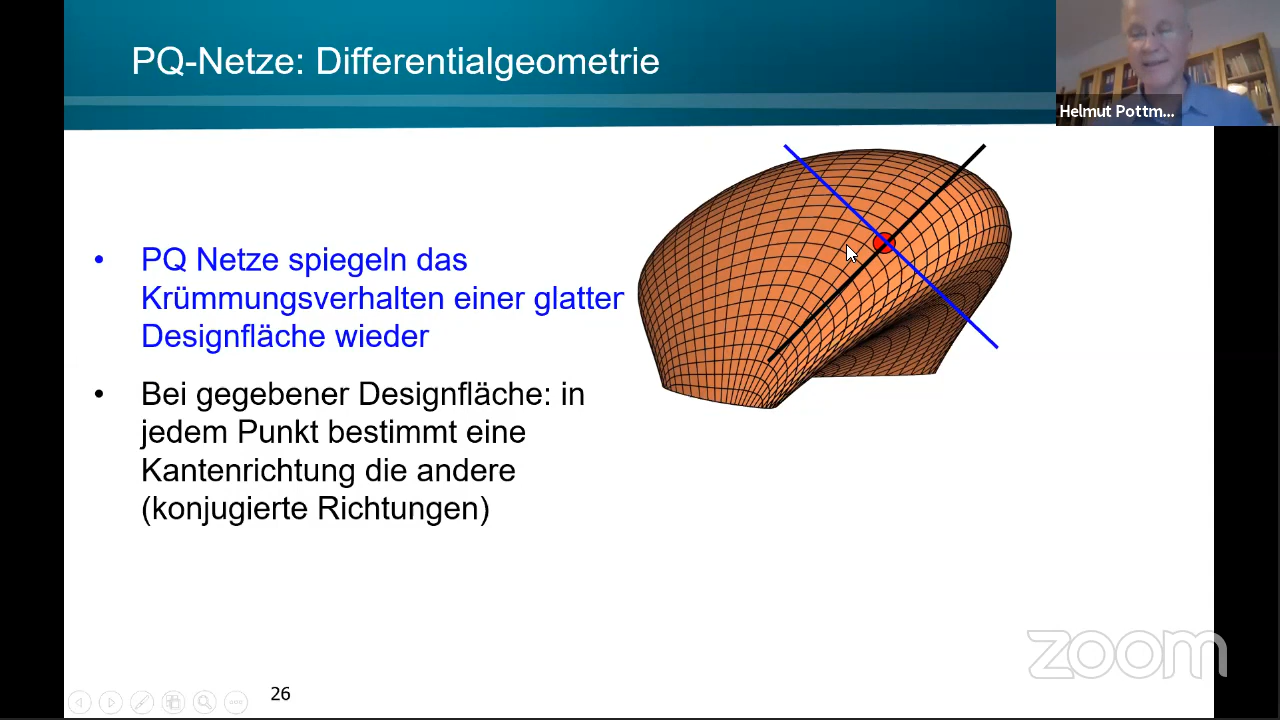 PQ-Netze: Differentialgeometrie
Helmut Pottm...
PQ Netze spiegeln das
Krümmungsverhalten einer glatten
Designfläche wieder
Bei gegebener Designfläche: in
jedem Punkt bestimmt eine
Kantenrichtung die andere
(konjugierte Richtungen)
zoom
26